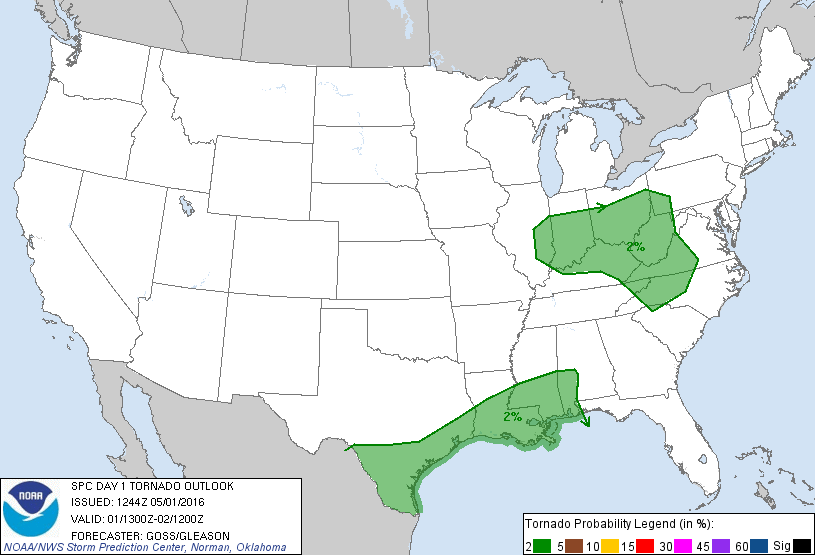 2%
2%
NOAA
SPC DAY 1 TORNADO OUTLOOK
ISSUED: 1244Z 05/01/2016
VALID: 01/1300Z-02/1200Z
FORECASTER: GOSS/GLEASON
NOAA/NWS Storm Prediction Center, Norman, Oklahoma
Tornado Probability Legend (in %):
2 5 10 15 30 45 60 Sig